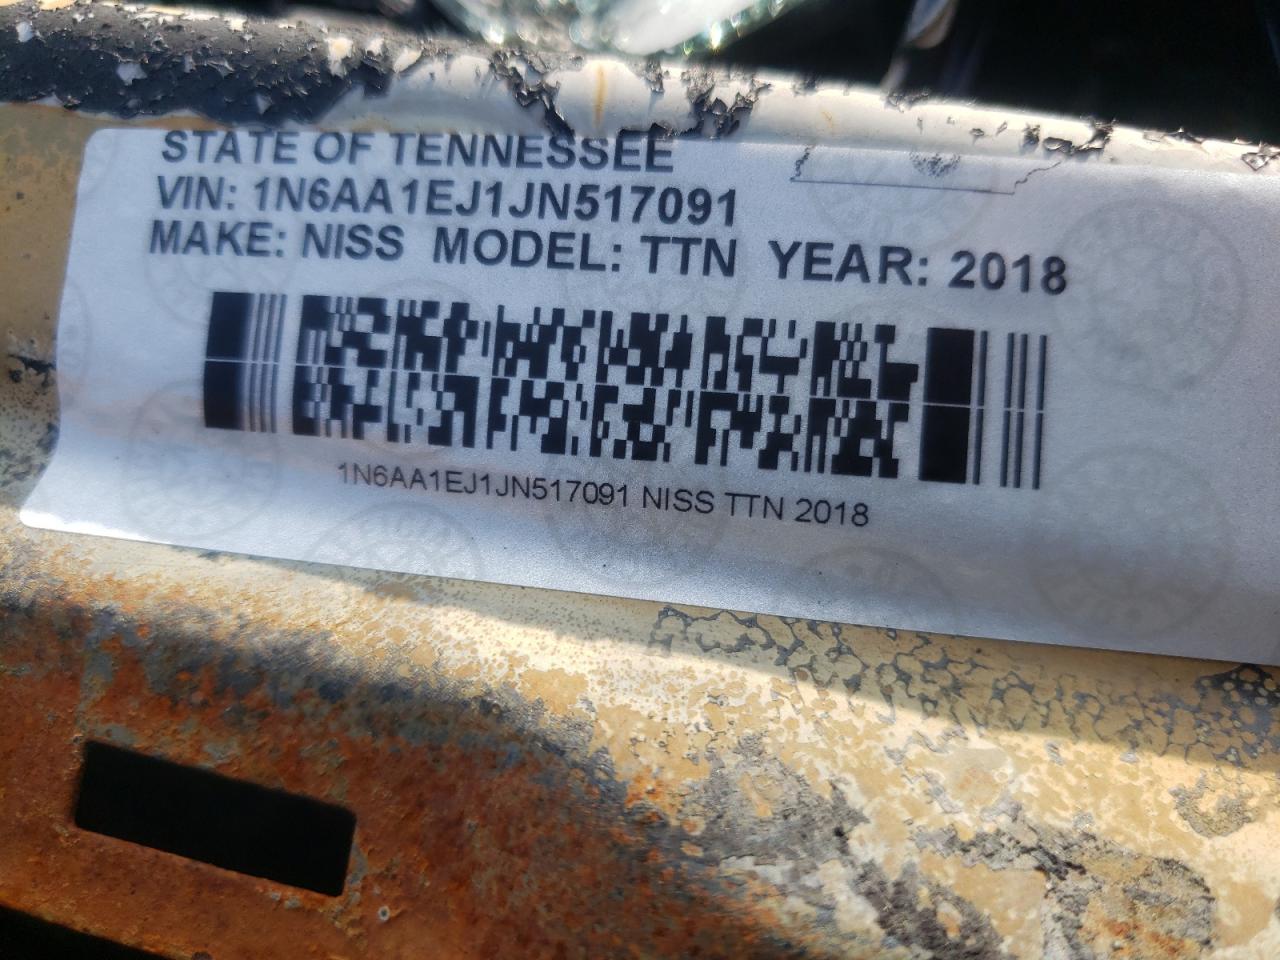 STATE OF TENNESSEE
VIN: 1N6AA1EJ1JN517091
MAKE: NISS MODEL: TTN YEAR: 2018
1N6AA1EJ1JN517091 NISS TTN 2018